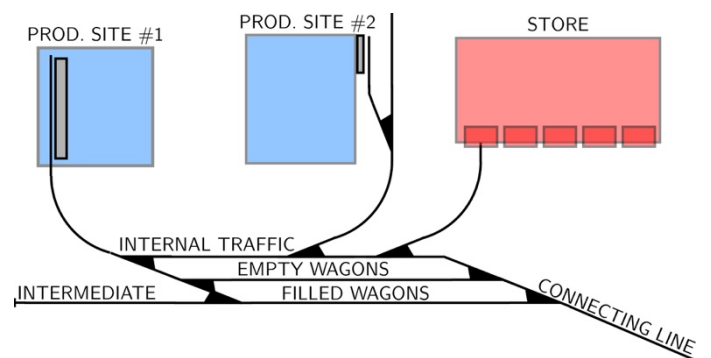 PROD. SITE #1
PROD. SITE #2
STORE
INTERNAL TRAFFIC
EMPTY WAGONS
INTERMEDIATE
FILLED WAGONS
CONNECTING LINE